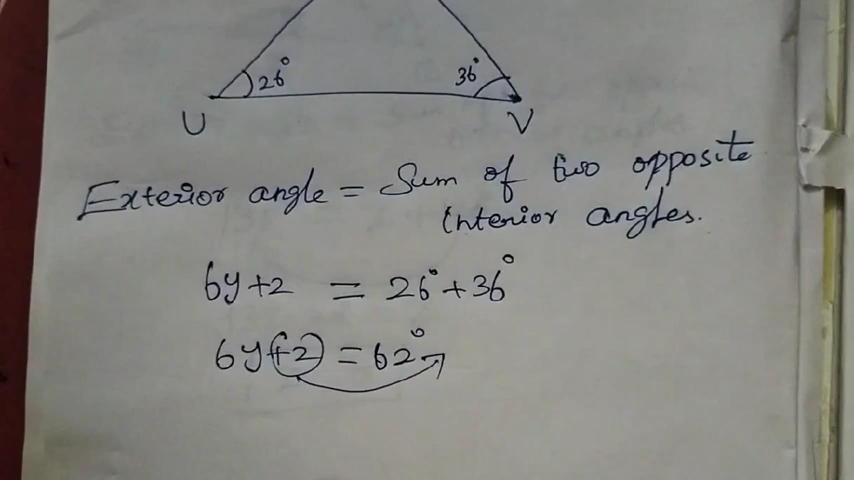 26° 36°
U V
Exterior angle = Sum of two opposite
interior angles.
6y+2 = 26°+36°
6y+2 = 62°